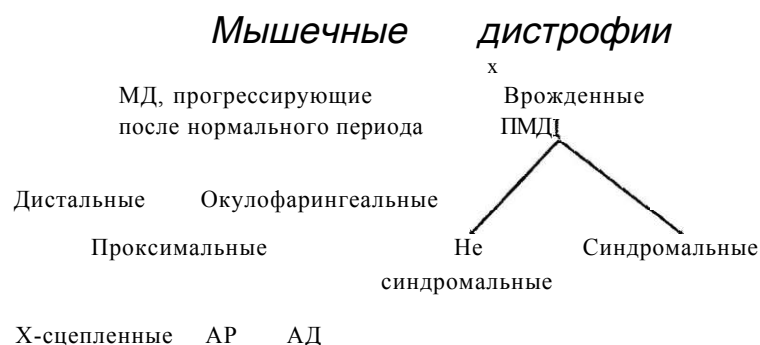 Мышечные дистрофии
х
МД, прогрессирующие Врожденные
после нормального периода ПМД
Дистальные Окулофарингеальные
Проксимальные Не Синдромальные
синдромальные
Х-сцепленные АР АД